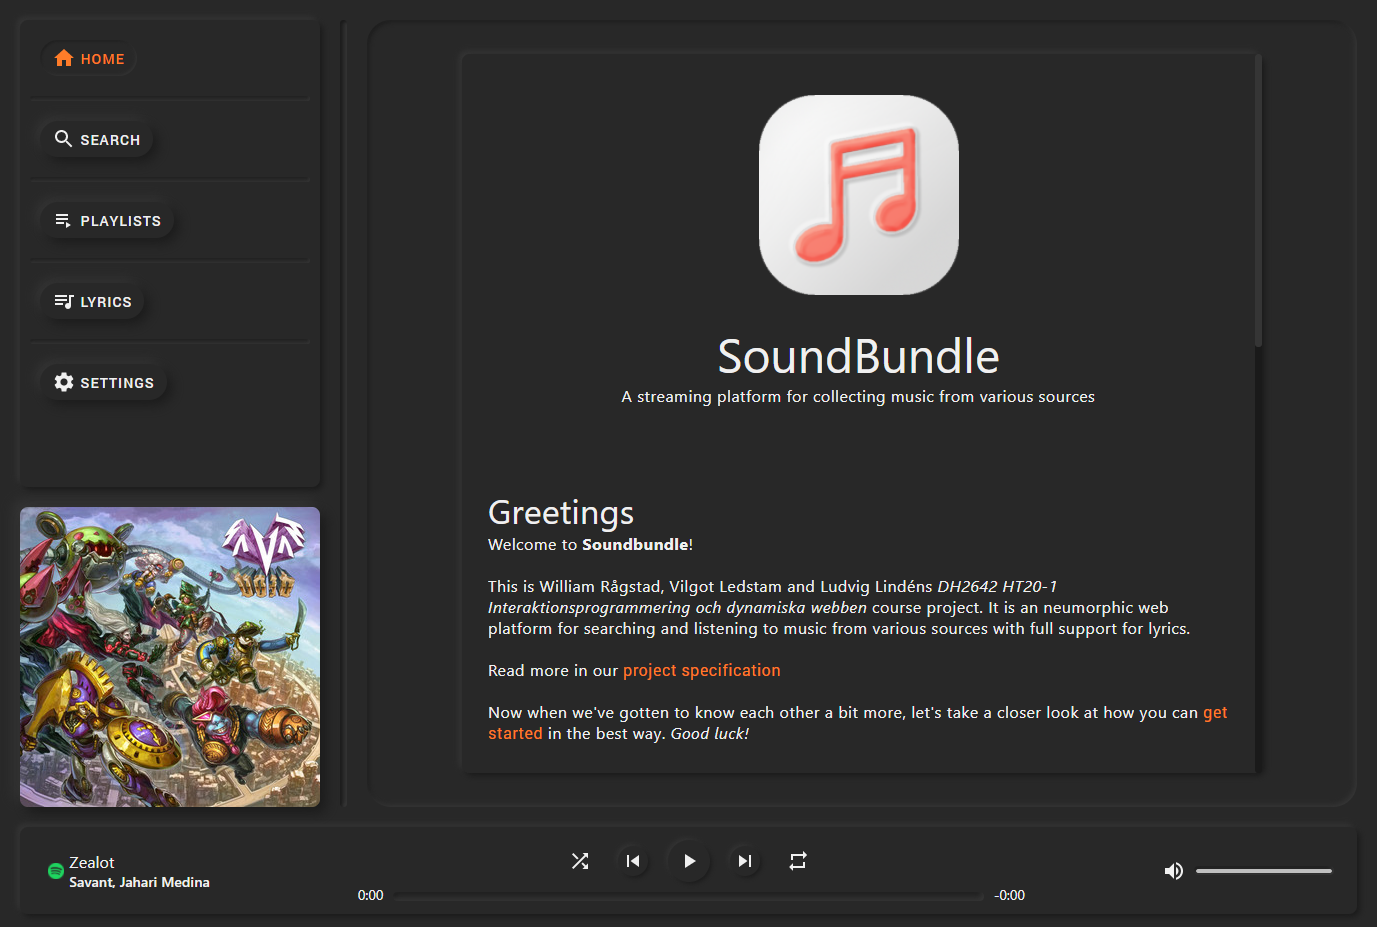 HOME
SEARCH
PLAYLISTS
LYRICS
SETTINGS
SoundBundle
A streaming platform for collecting music from various sources
Greetings
Welcome to Soundbundle!
This is William Rågstad, Vilgot Ledstam and Ludvig Lindéns DH2642 HT20-1
Interaktionsprogrammering och dynamiska webben course project. It is an neumorphic web
platform for searching and listening to music from various sources with full support for lyrics.
Read more in our project specification
Now when we've gotten to know each other a bit more, let's take a closer look at how you can get
started in the best way. Good luck!
Zealot
Savant, Jahari Medina
0:00
-0:00